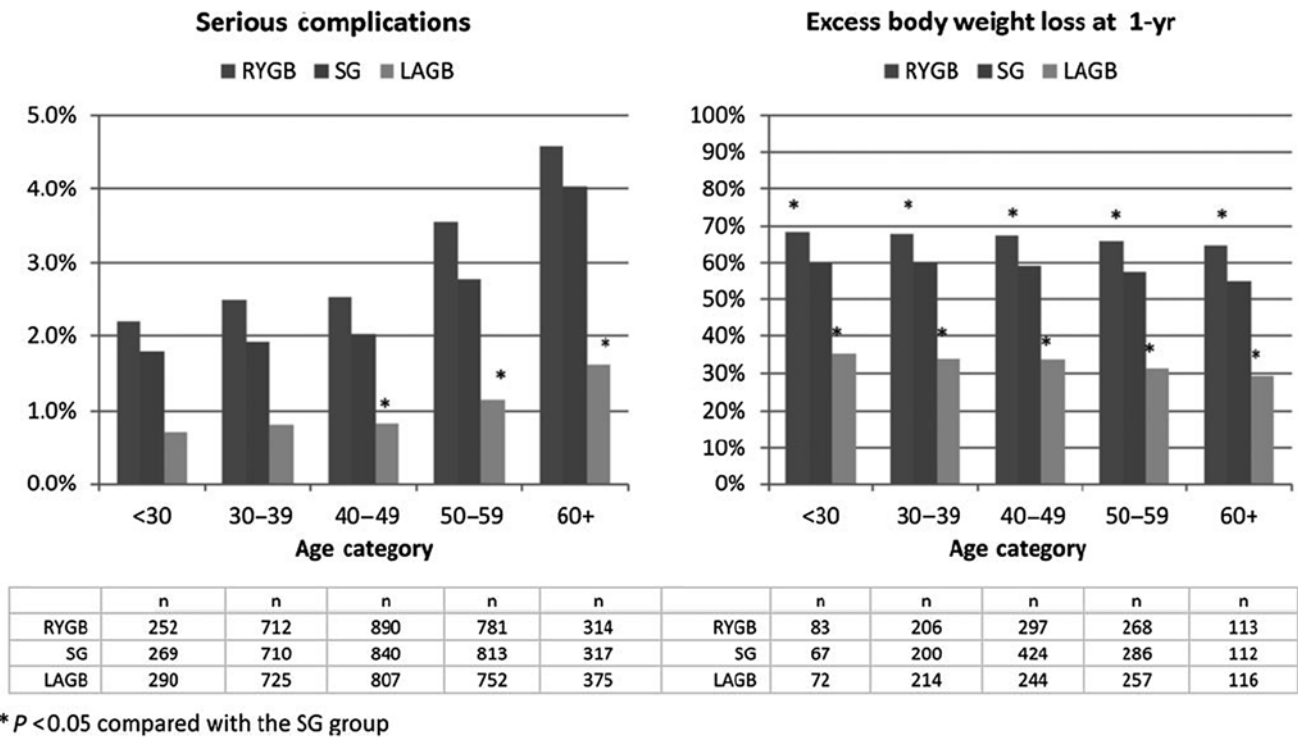 Serious complications
RYGB SG LAGB
5.0%
4.0%
3.0%
2.0%
1.0%
0.0%
* * *
<30 30–39 40–49 50–59 60+
Age category
n n n n n
RYGB 252 712 890 781 314
SG 269 710 840 813 317
LAGB 290 725 807 752 375
Excess body weight loss at 1-yr
RYGB SG LAGB
100%
90%
80%
70%
60%
50%
40%
30%
20%
10%
0%
* * * * *
* * * * *
<30 30–39 40–49 50–59 60+
Age category
n n n n n
RYGB 83 206 297 268 113
SG 67 200 424 286 112
LAGB 72 214 244 257 116
* P <0.05 compared with the SG group